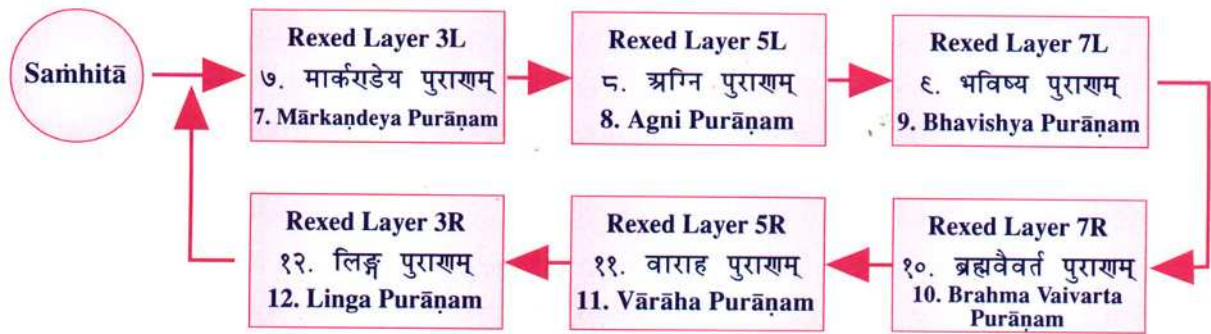 Saṁhitā
Rexed Layer 3L
७. मार्कण्डेय पुराणम्
7. Mārkaṇdeya Purāṇam
Rexed Layer 5L
८. अग्नि पुराणम्
8. Agni Purāṇam
Rexed Layer 7L
९. भविष्य पुराणम्
9. Bhavishya Purāṇam
Rexed Layer 7R
१०. ब्रह्मवैवर्त पुराणम्
10. Brahma Vaivarta
Purāṇam
Rexed Layer 5R
११. वाराह पुराणम्
11. Vārāha Purāṇam
Rexed Layer 3R
१२. लिङ्ग पुराणम्
12. Linga Purāṇam